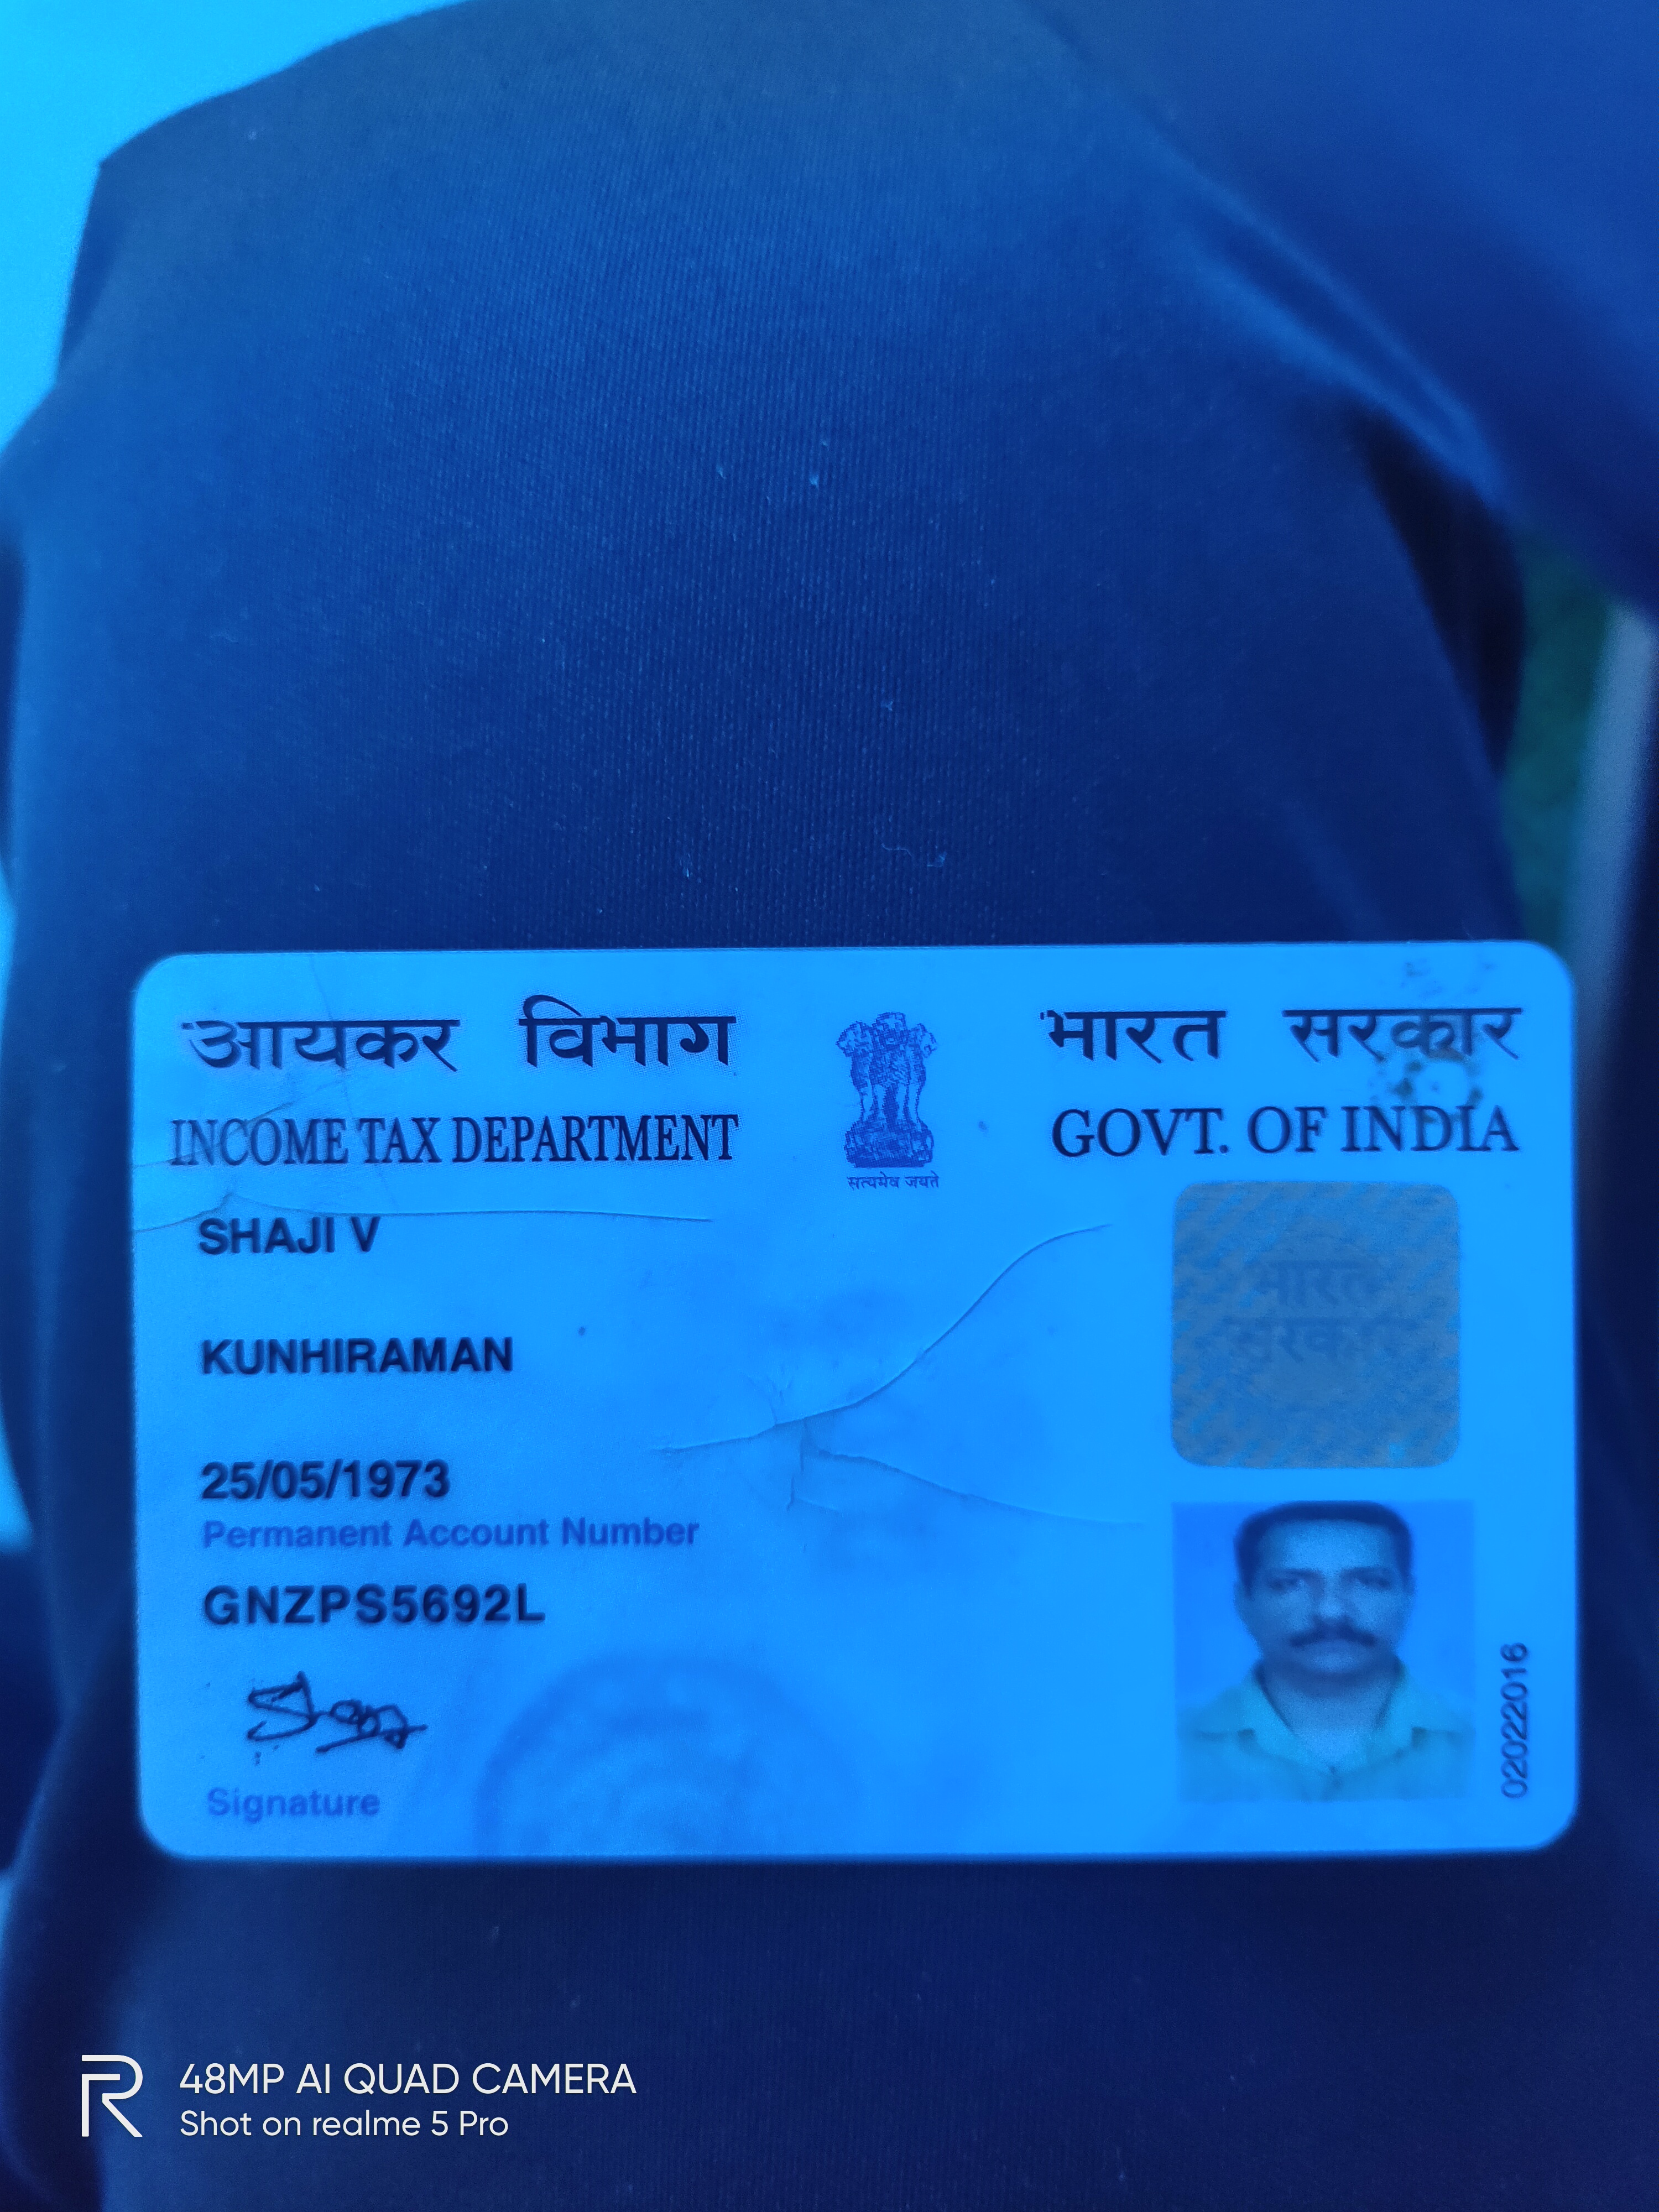 आयकर विभाग
INCOME TAX DEPARTMENT
सत्यमेव जयते
भारत सरकार
GOVT. OF INDIA
SHAJI V
KUNHIRAMAN
25/05/1973
Permanent Account Number
GNZPS5692L
Signature
भारत
सरकार
02022016
48MP AI QUAD CAMERA
Shot on realme 5 Pro